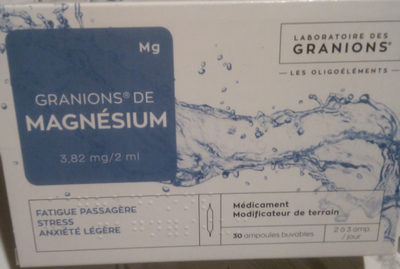 Mg
GRANIONS® DE
MAGNÉSIUM
3,82 mg/2 ml
LABORATOIRE DES
GRANIONS®
LES OLIGOÉLÉMENTS
FATIGUE PASSAGÈRE
STRESS
ANXIÉTÉ LÉGÈRE
Médicament
Modificateur de terrain
30 ampoules buvables
2 à 3 amp.
/ jour